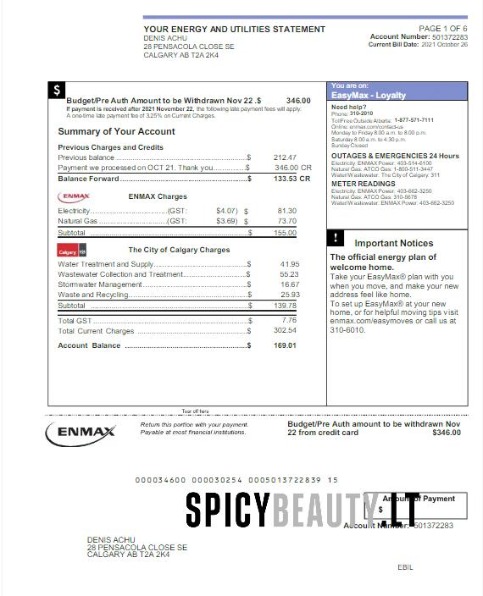 YOUR ENERGY AND UTILITIES STATEMENT
PAGE 1 OF 6
DENIS ACHU
28 PENSACOLA CLOSE SE
CALGARY AB T2A 2K4
Account Number: 501372283
Current Bill Date: 2021 October 26
$
Budget/Pre Auth Amount to be Withdrawn Nov 22 .$ 346.00
If payment is received after 2021 November 22, the following late payment fees will apply.
A one-time late payment fee of 3.25% on Current Charges.
Summary of Your Account
Previous Charges and Credits
Previous balance $ 212.47
Payment we processed on OCT 21, Thank you $ 346.00 CR
Balance Forward $ 133.53 CR
ENMAX
ENMAX Charges
Electricity (GST: $4.07) $ 81.30
Natural Gas (GST: $3.69) $ 73.70
Subtotal $ 155.00
Calgary
The City of Calgary Charges
Water Treatment and Supply $ 41.95
Wastewater Collection and Treatment $ 55.23
Stormwater Management $ 16.67
Waste and Recycling $ 25.93
Subtotal $ 139.78
Total GST $ 7.76
Total Current Charges $ 302.54
Account Balance $ 169.01
You are on:
EasyMax - Loyalty
Need help?
Phone: 310-2010
Toll Free Outside Alberta: 1-877-571-7111
Online: enmax.com/contact-us
Monday to Friday 8:00 a.m. to 8:00 p.m.
Saturday 8:00 a.m. to 4:30 p.m.
Sunday Closed
OUTAGES & EMERGENCIES 24 Hours
Electricity: ENMAX Power: 403-514-6100
Natural Gas: ATCO Gas: 1-800-511-3447
Water/Wastewater: The City of Calgary: 311
METER READINGS
Electricity: ENMAX Power: 403-662-3250
Natural Gas: ATCO Gas: 310-5678
Water/Wastewater: ENMAX Power: 403-662-3250
!
Important Notices
The official energy plan of
welcome home.
Take your EasyMax® plan with you
when you move, and make your new
address feel like home.
To set up EasyMax® at your new
home, or for helpful moving tips visit
enmax.com/easymoves or call us at
310-6010.
Tear off here
ENMAX
Return this portion with your payment.
Payable at most financial institutions.
Budget/Pre Auth amount to be withdrawn Nov
22 from credit card $346.00
000034600 000030254 0005013722839 15
SPICYBEAUTY.LT
Amount of Payment
$
Account Number: 501372283
DENIS ACHU
28 PENSACOLA CLOSE SE
CALGARY AB T2A 2K4
EBIL